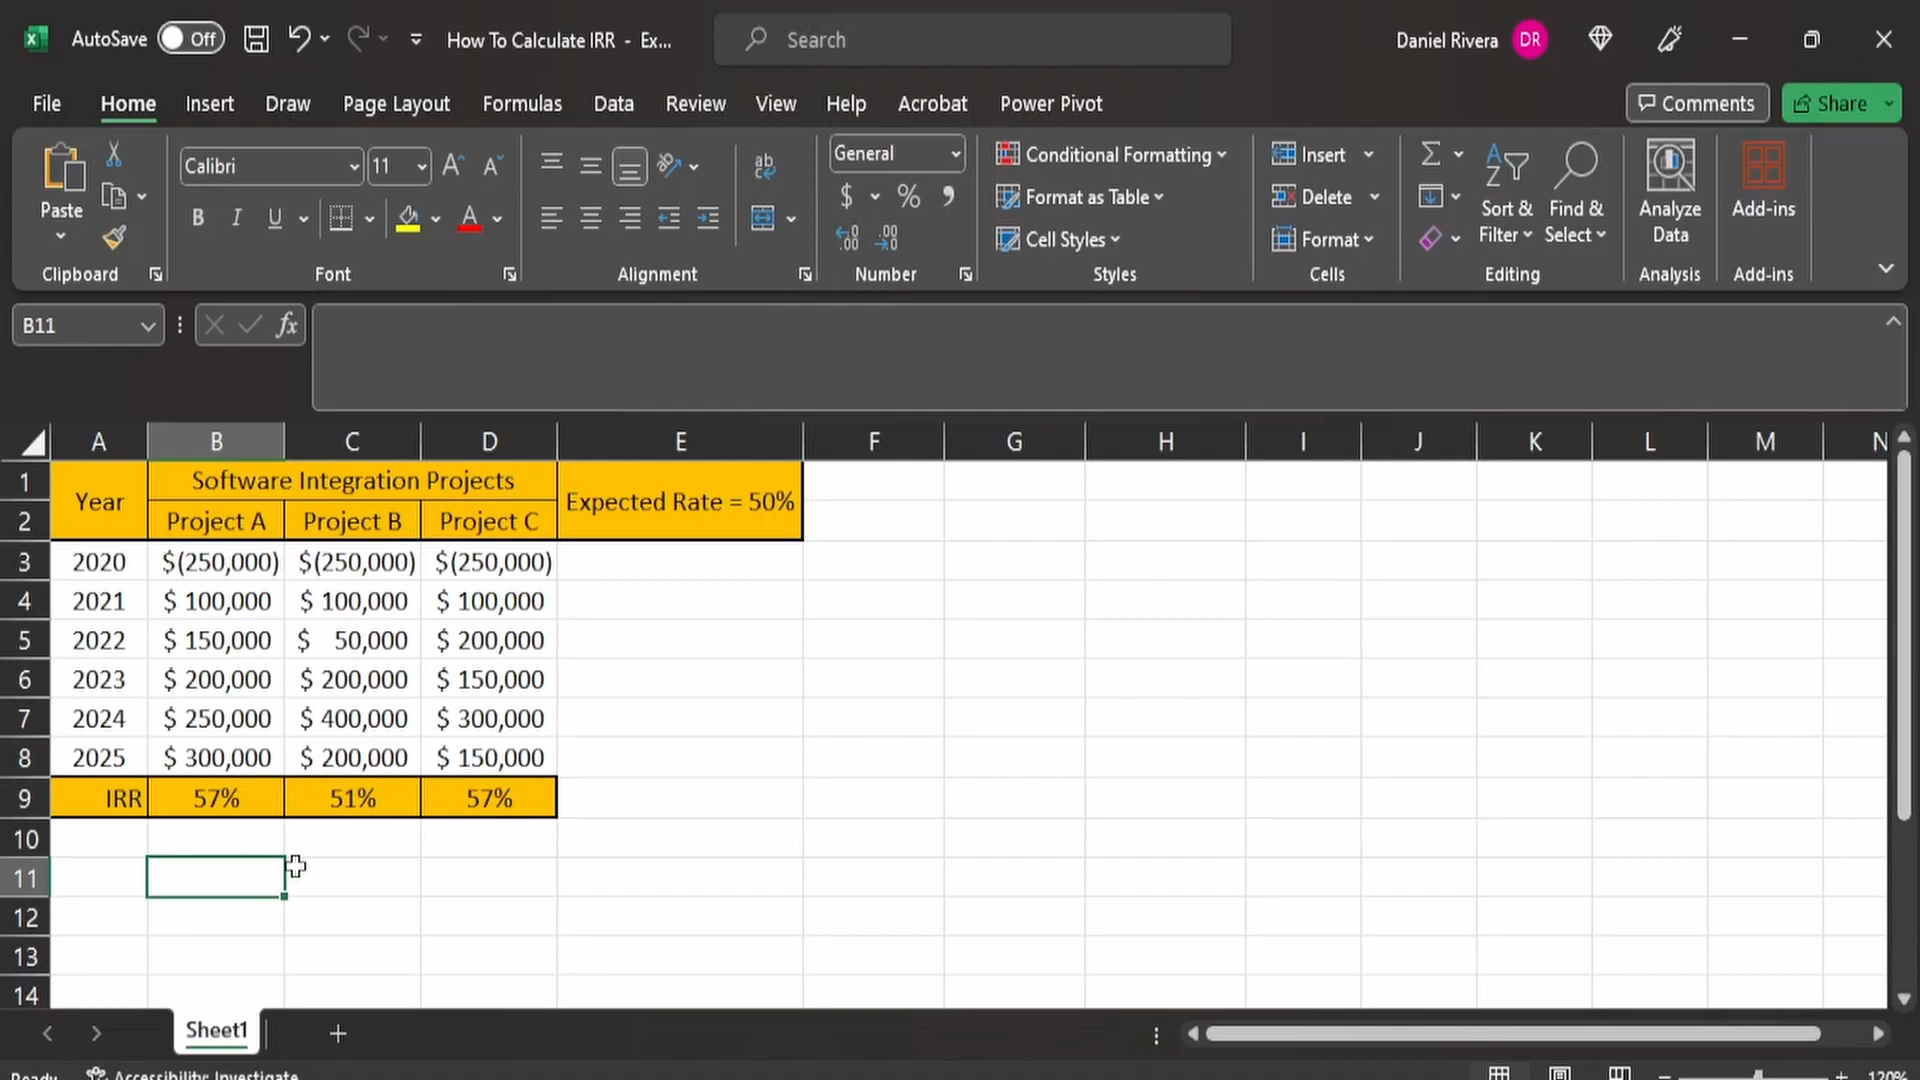 AutoSave Off How To Calculate IRR - Ex... Search Daniel Rivera DR
File Home Insert Draw Page Layout Formulas Data Review View Help Acrobat Power Pivot Comments Share
Paste
Clipboard
Calibri 11
B I U A
Font
ab
Alignment
General
$ % ,
Number
Conditional Formatting
Format as Table
Cell Styles
Styles
Insert
Delete
Format
Cells
Sort &
Filter
Find &
Select
Editing
Analyze
Data
Analysis
Add-ins
Add-ins
B11 fx
A B C D E F G H I J K L M N
1 Year Software Integration Projects Expected Rate = 50%
2 Project A Project B Project C
3 2020 $(250,000) $(250,000) $(250,000)
4 2021 $ 100,000 $ 100,000 $ 100,000
5 2022 $ 150,000 $ 50,000 $ 200,000
6 2023 $ 200,000 $ 200,000 $ 150,000
7 2024 $ 250,000 $ 400,000 $ 300,000
8 2025 $ 300,000 $ 200,000 $ 150,000
9 IRR 57% 51% 57%
10
11
12
13
14
Sheet1
Ready Accessibility: Investigate 120%